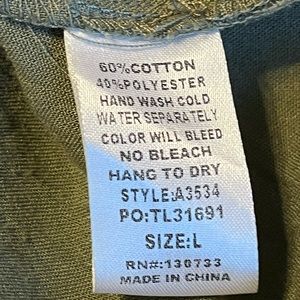 60%COTTON
40%POLYESTER
HAND WASH COLD
WATER SEPARATELY
COLOR WILL BLEED
NO BLEACH
HANG TO DRY
STYLE:A3534
PO:TL31691
SIZE:L
RN#:130733
MADE IN CHINA